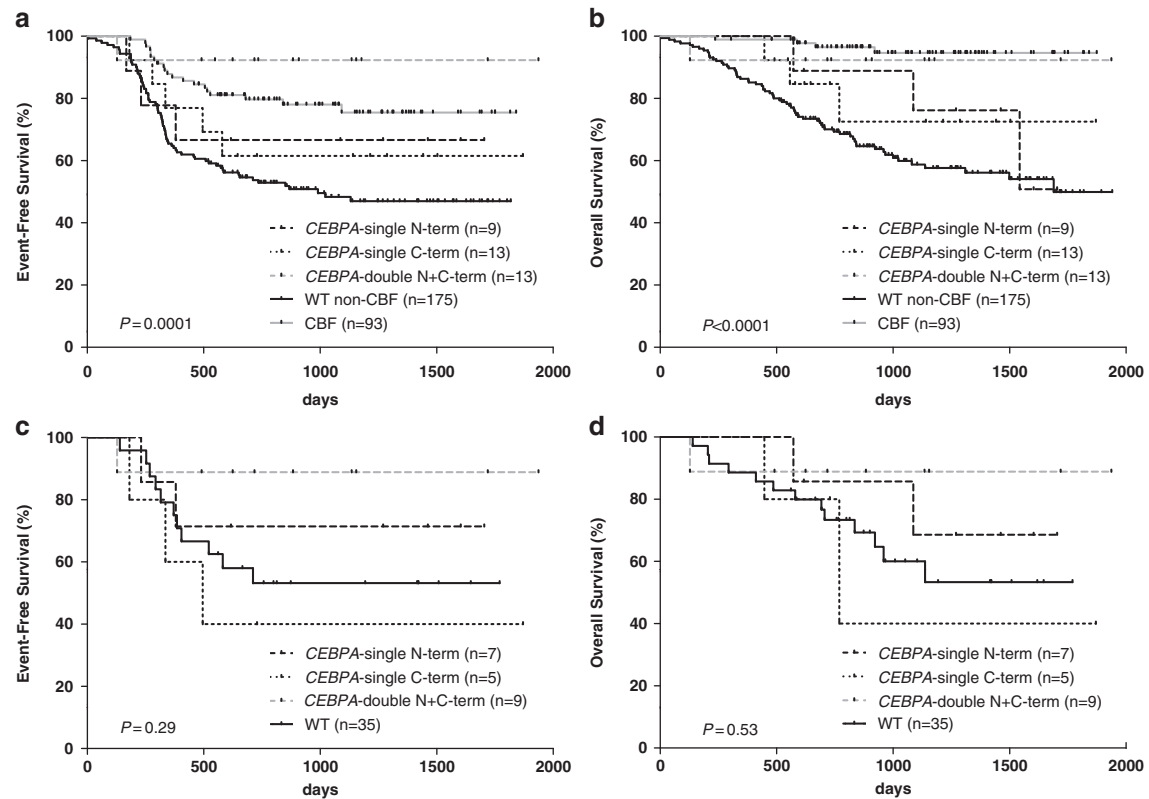 a
Event-Free Survival (%)
100
80
60
40
20
0
CEBPA-single N-term (n=9)
CEBPA-single C-term (n=13)
CEBPA-double N+C-term (n=13)
WT non-CBF (n=175)
CBF (n=93)
P=0.0001
0 500 1000 1500 2000
days
b
Overall Survival (%)
100
80
60
40
20
0
CEBPA-single N-term (n=9)
CEBPA-single C-term (n=13)
CEBPA-double N+C-term (n=13)
WT non-CBF (n=175)
CBF (n=93)
P<0.0001
0 500 1000 1500 2000
days
c
Event-Free Survival (%)
100
80
60
40
20
0
CEBPA-single N-term (n=7)
CEBPA-single C-term (n=5)
CEBPA-double N+C-term (n=9)
WT (n=35)
P=0.29
0 500 1000 1500 2000
days
d
Overall Survival (%)
100
80
60
40
20
0
CEBPA-single N-term (n=7)
CEBPA-single C-term (n=5)
CEBPA-double N+C-term (n=9)
WT (n=35)
P=0.53
0 500 1000 1500 2000
days